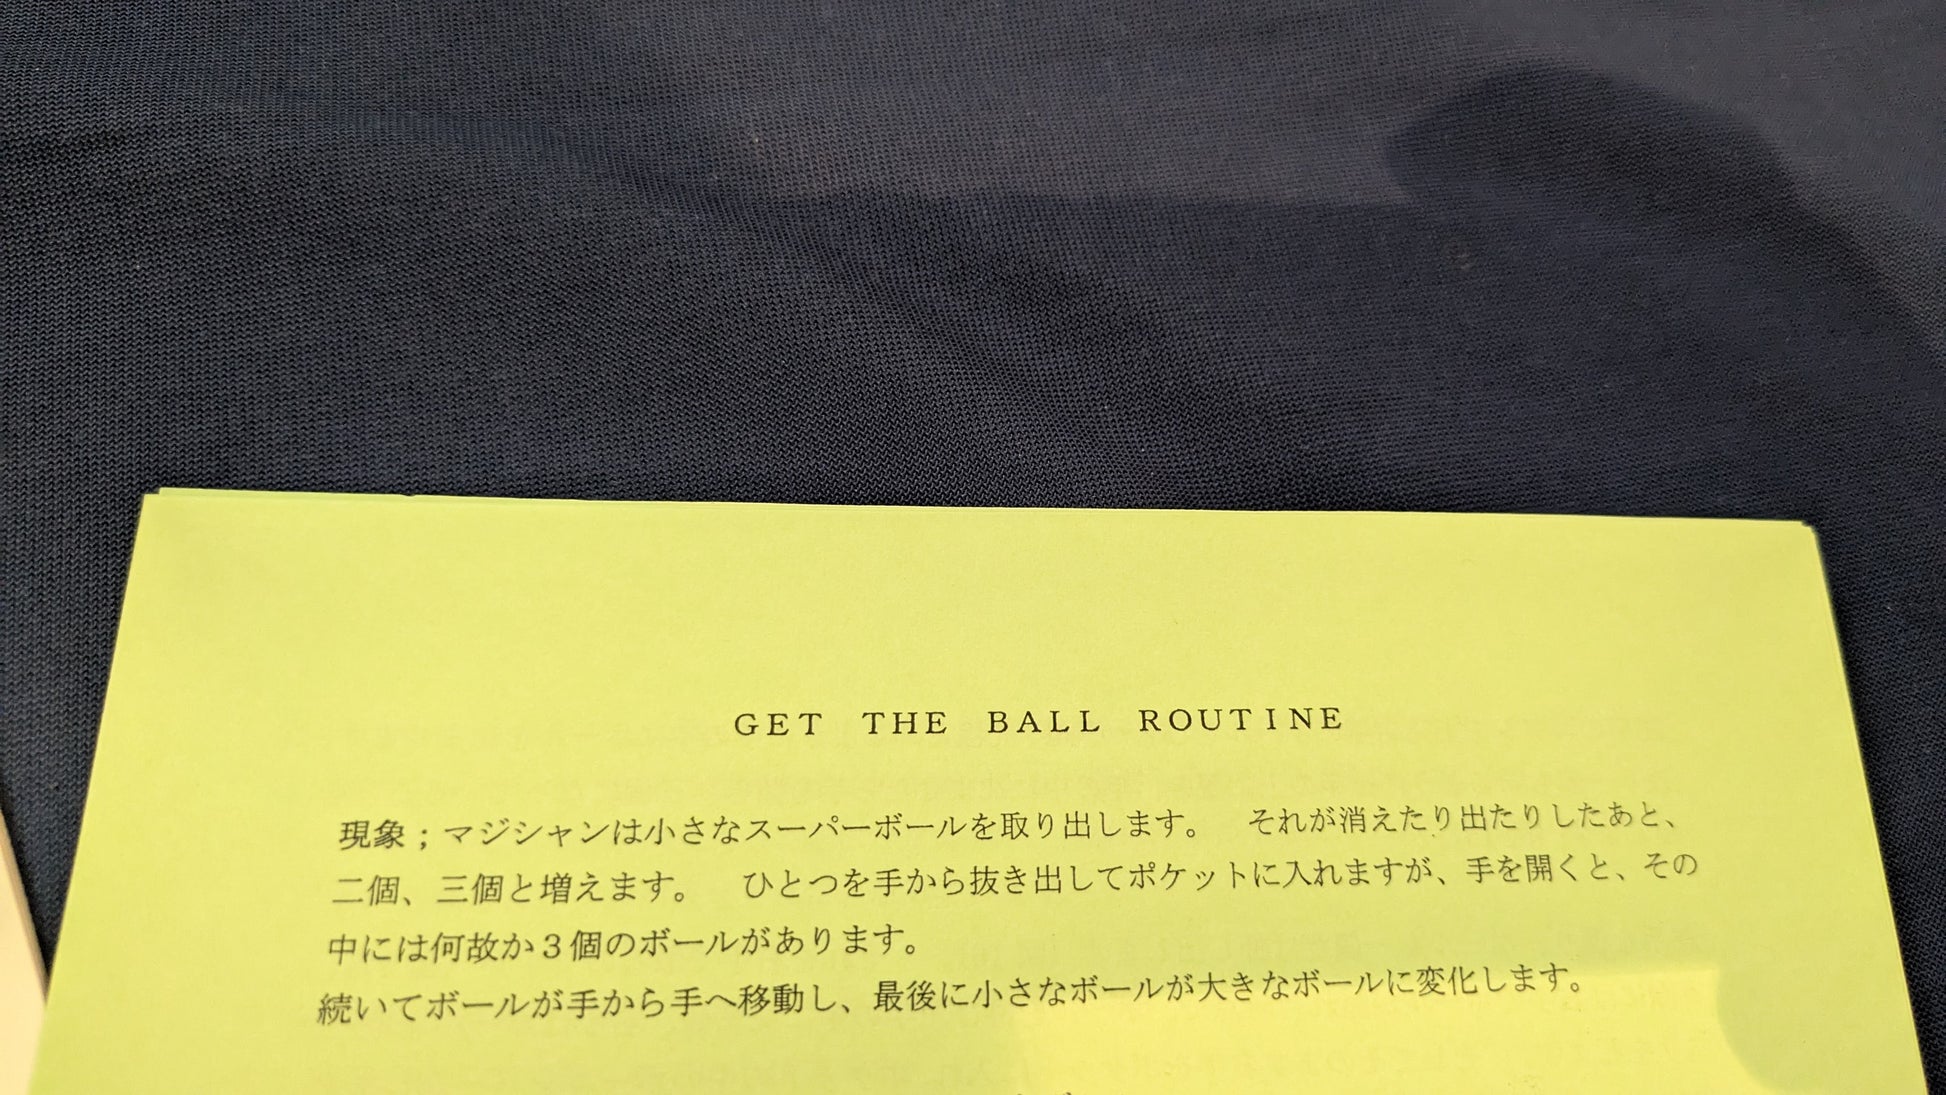 GET THE BALL ROUTINE
現象；マジシャンは小さなスーパーボールを取り出します。　それが消えたり出たりしたあと、
二個、三個と増えます。　ひとつを手から抜き出してポケットに入れますが、手を開くと、その
中には何故か３個のボールがあります。
続いてボールが手から手へ移動し、最後に小さなボールが大きなボールに変化します。